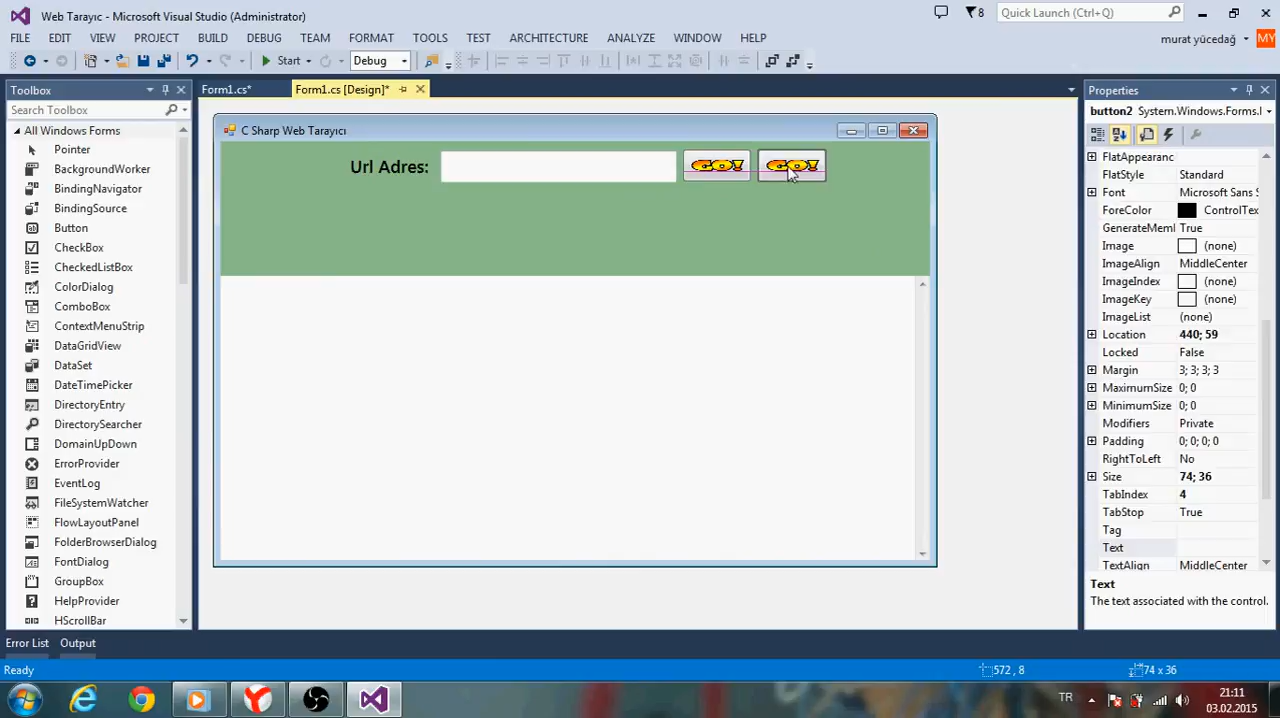 Web Tarayıc - Microsoft Visual Studio (Administrator)
8
Quick Launch (Ctrl+Q)
FILE EDIT VIEW PROJECT BUILD DEBUG TEAM FORMAT TOOLS TEST ARCHITECTURE ANALYZE WINDOW HELP
murat yücedağ MY
Start Debug
Toolbox
Form1.cs* Form1.cs [Design]*
Properties
Search Toolbox
button2 System.Windows.Forms.
All Windows Forms
Pointer
BackgroundWorker
BindingNavigator
BindingSource
Button
CheckBox
CheckedListBox
ColorDialog
ComboBox
ContextMenuStrip
DataGridView
DataSet
DateTimePicker
DirectoryEntry
DirectorySearcher
DomainUpDown
ErrorProvider
EventLog
FileSystemWatcher
FlowLayoutPanel
FolderBrowserDialog
FontDialog
GroupBox
HelpProvider
HScrollBar
C Sharp Web Tarayıcı
Url Adres: GO! GO!
FlatAppearanc
FlatStyle Standard
Font Microsoft Sans S
ForeColor ControlTex
GenerateMeml True
Image (none)
ImageAlign MiddleCenter
ImageIndex (none)
ImageKey (none)
ImageList (none)
Location 440; 59
Locked False
Margin 3; 3; 3; 3
MaximumSize 0; 0
MinimumSize 0; 0
Modifiers Private
Padding 0; 0; 0; 0
RightToLeft No
Size 74; 36
TabIndex 4
TabStop True
Tag
Text
TextAlign MiddleCenter
Text
The text associated with the control.
Error List Output
Ready 572 , 8 74 x 36
TR 21:11
03.02.2015